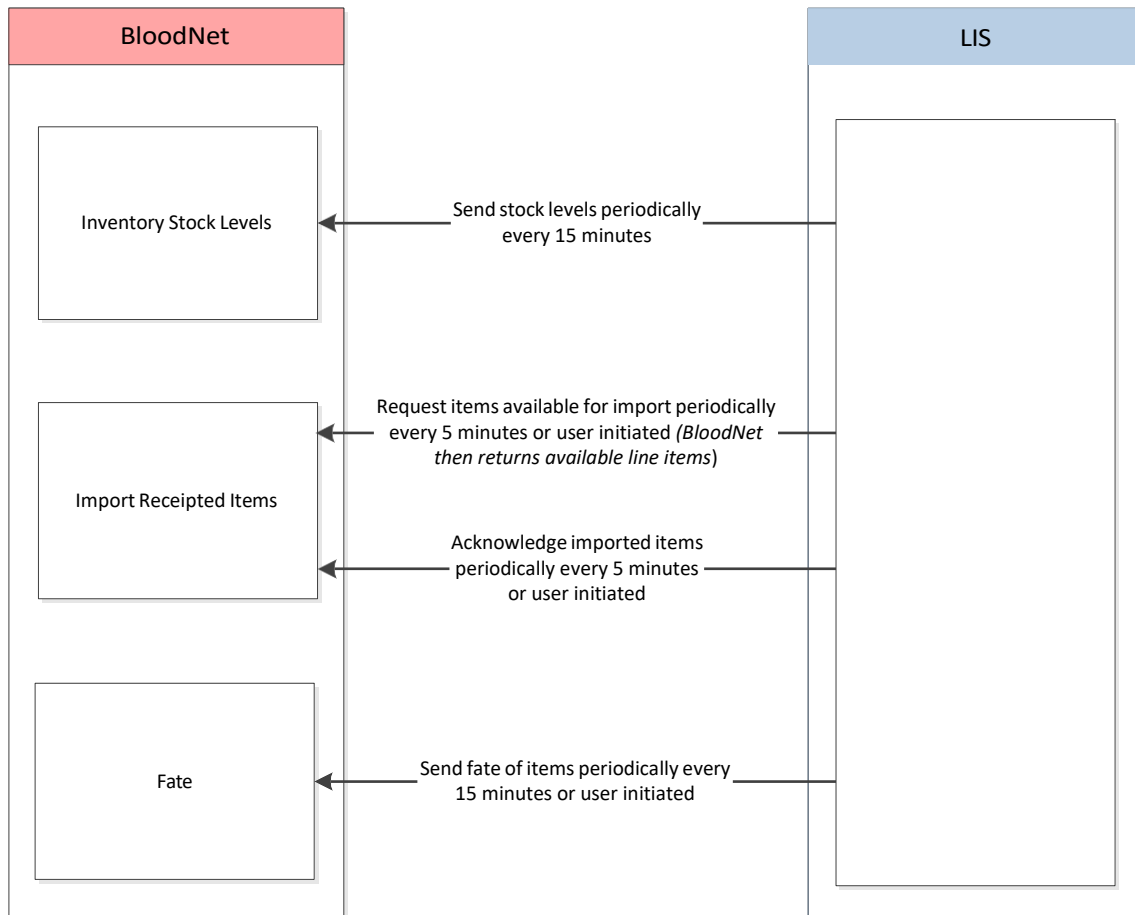 BloodNet
LIS
Inventory Stock Levels
Send stock levels periodically
every 15 minutes
Request items available for import periodically
every 5 minutes or user initiated (BloodNet
then returns available line items)
Import Receipted Items
Acknowledge imported items
periodically every 5 minutes
or user initiated
Fate
Send fate of items periodically every
15 minutes or user initiated